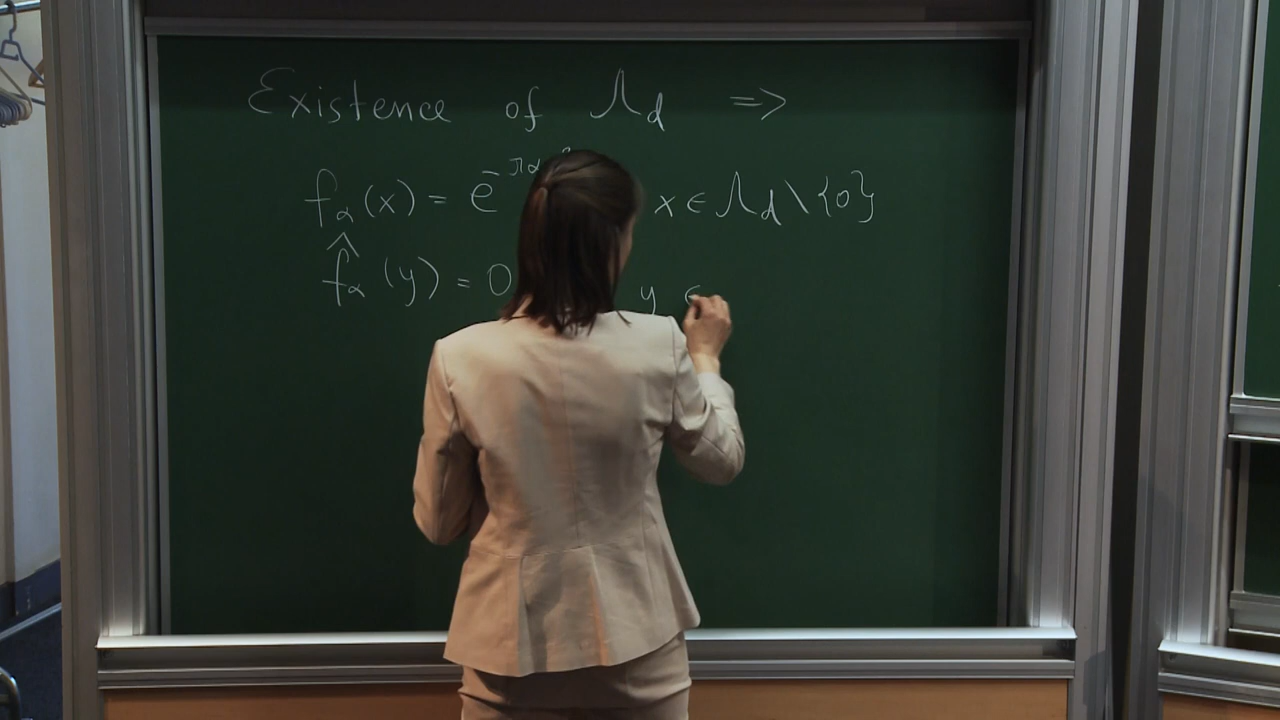 Existence of Λ_d =>
f_α(x) = e^{-πα x ∈ Λ_d \ {0}
f̂_α(y) = 0 y ∈